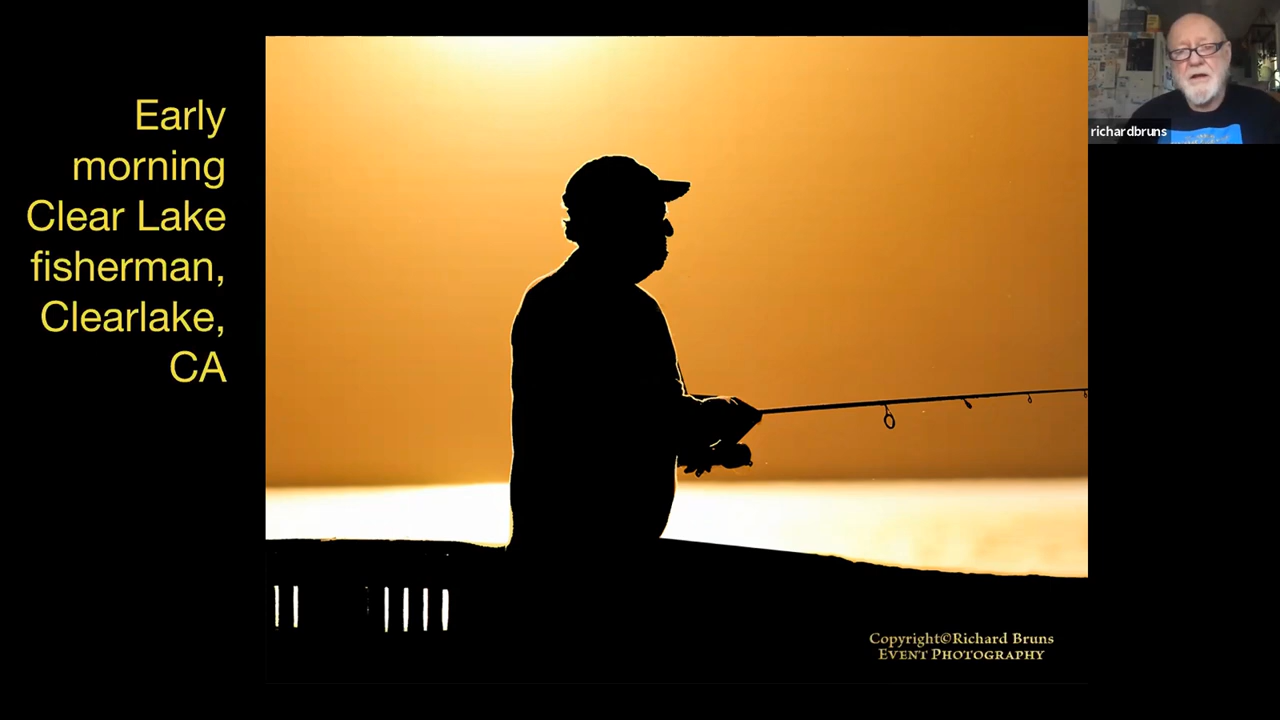 Early
morning
Clear Lake
fisherman,
Clearlake,
CA
richardbruns
Copyright©Richard Bruns
EVENT PHOTOGRAPHY